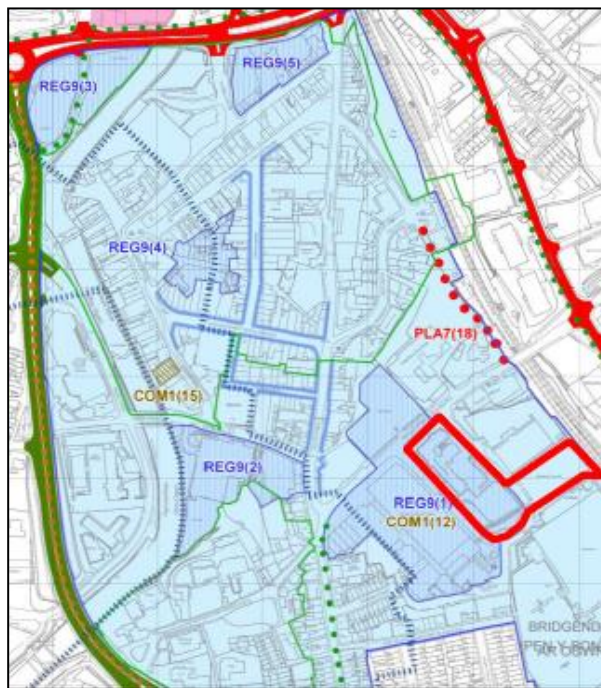 REG9(3)
REG9(5)
REG9(4)
PLA7(18)
COM1(15)
REG9(2)
REG9(1)
COM1(12)
BRIDGEND